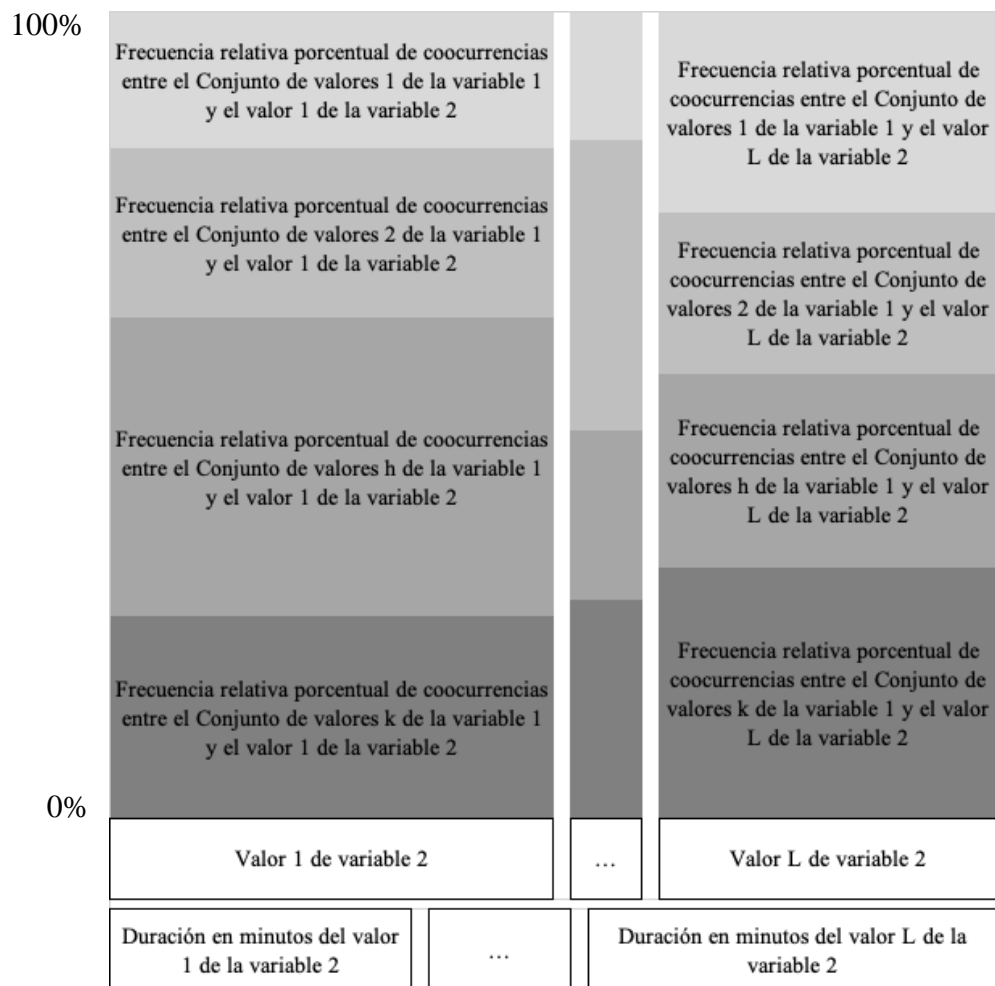 100%
Frecuencia relativa porcentual de coocurrencias
entre el Conjunto de valores 1 de la variable 1
y el valor 1 de la variable 2
Frecuencia relativa porcentual de coocurrencias
entre el Conjunto de valores 2 de la variable 1
y el valor 1 de la variable 2
Frecuencia relativa porcentual de coocurrencias
entre el Conjunto de valores h de la variable 1
y el valor 1 de la variable 2
Frecuencia relativa porcentual de coocurrencias
entre el Conjunto de valores k de la variable 1
y el valor 1 de la variable 2
Frecuencia relativa porcentual de
coocurrencias entre el Conjunto de
valores 1 de la variable 1 y el valor
L de la variable 2
Frecuencia relativa porcentual de
coocurrencias entre el Conjunto de
valores 2 de la variable 1 y el valor
L de la variable 2
Frecuencia relativa porcentual de
coocurrencias entre el Conjunto de
valores h de la variable 1 y el valor
L de la variable 2
Frecuencia relativa porcentual de
coocurrencias entre el Conjunto de
valores k de la variable 1 y el valor
L de la variable 2
0%
Valor 1 de variable 2
...
Valor L de variable 2
Duración en minutos del valor
1 de la variable 2
...
Duración en minutos del valor L de la
variable 2